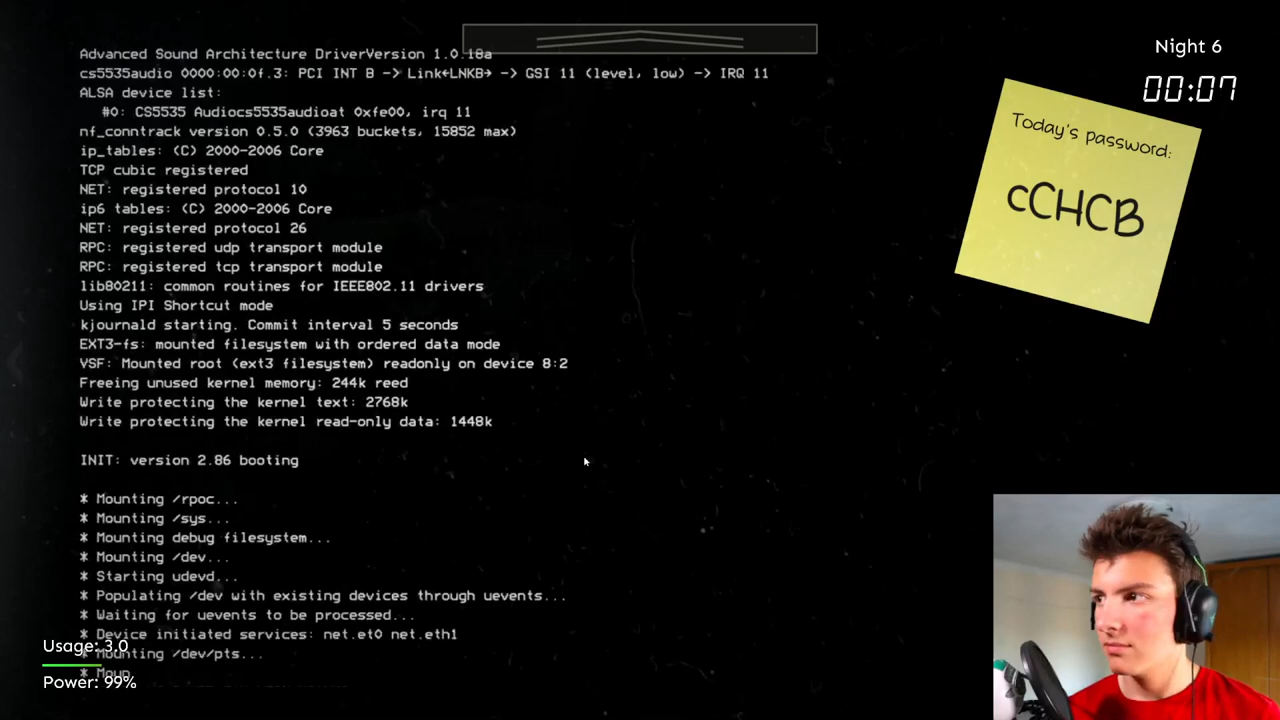 Advanced Sound Architecture DriverVersion 1.0.18a
cs5535audio 0000:00:0f.3: PCI INT B -> Link←LNKB→ -> GSI 11 (level, low) -> IRQ 11
ALSA device list:
#0: CS5535 Audiocs5535audioat 0xfe00, irq 11
nf_conntrack version 0.5.0 (3963 buckets, 15852 max)
ip_tables: (C) 2000-2006 Core
TCP cubic registered
NET: registered protocol 10
ip6 tables: (C) 2000-2006 Core
NET: registered protocol 26
RPC: registered udp transport module
RPC: registered tcp transport module
lib80211: common routines for IEEE802.11 drivers
Using IPI Shortcut mode
kjournald starting. Commit interval 5 seconds
EXT3-fs: mounted filesystem with ordered data mode
VSF: Mounted root (ext3 filesystem) readonly on device 8:2
Freeing unused kernel memory: 244k reed
Write protecting the kernel text: 2768k
Write protecting the kernel read-only data: 1448k
INIT: version 2.86 booting
* Mounting /rpoc...
* Mounting /sys...
* Mounting debug filesystem...
* Mounting /dev...
* Starting udevd...
* Populating /dev with existing devices through uevents...
* Waiting for uevents to be processed...
* Device initiated services: net.et0 net.eth1
* Mounting /dev/pts...
* Moun
Usage: 3.0
Power: 99%
Night 6
00:07
Today's password:
cCHCB